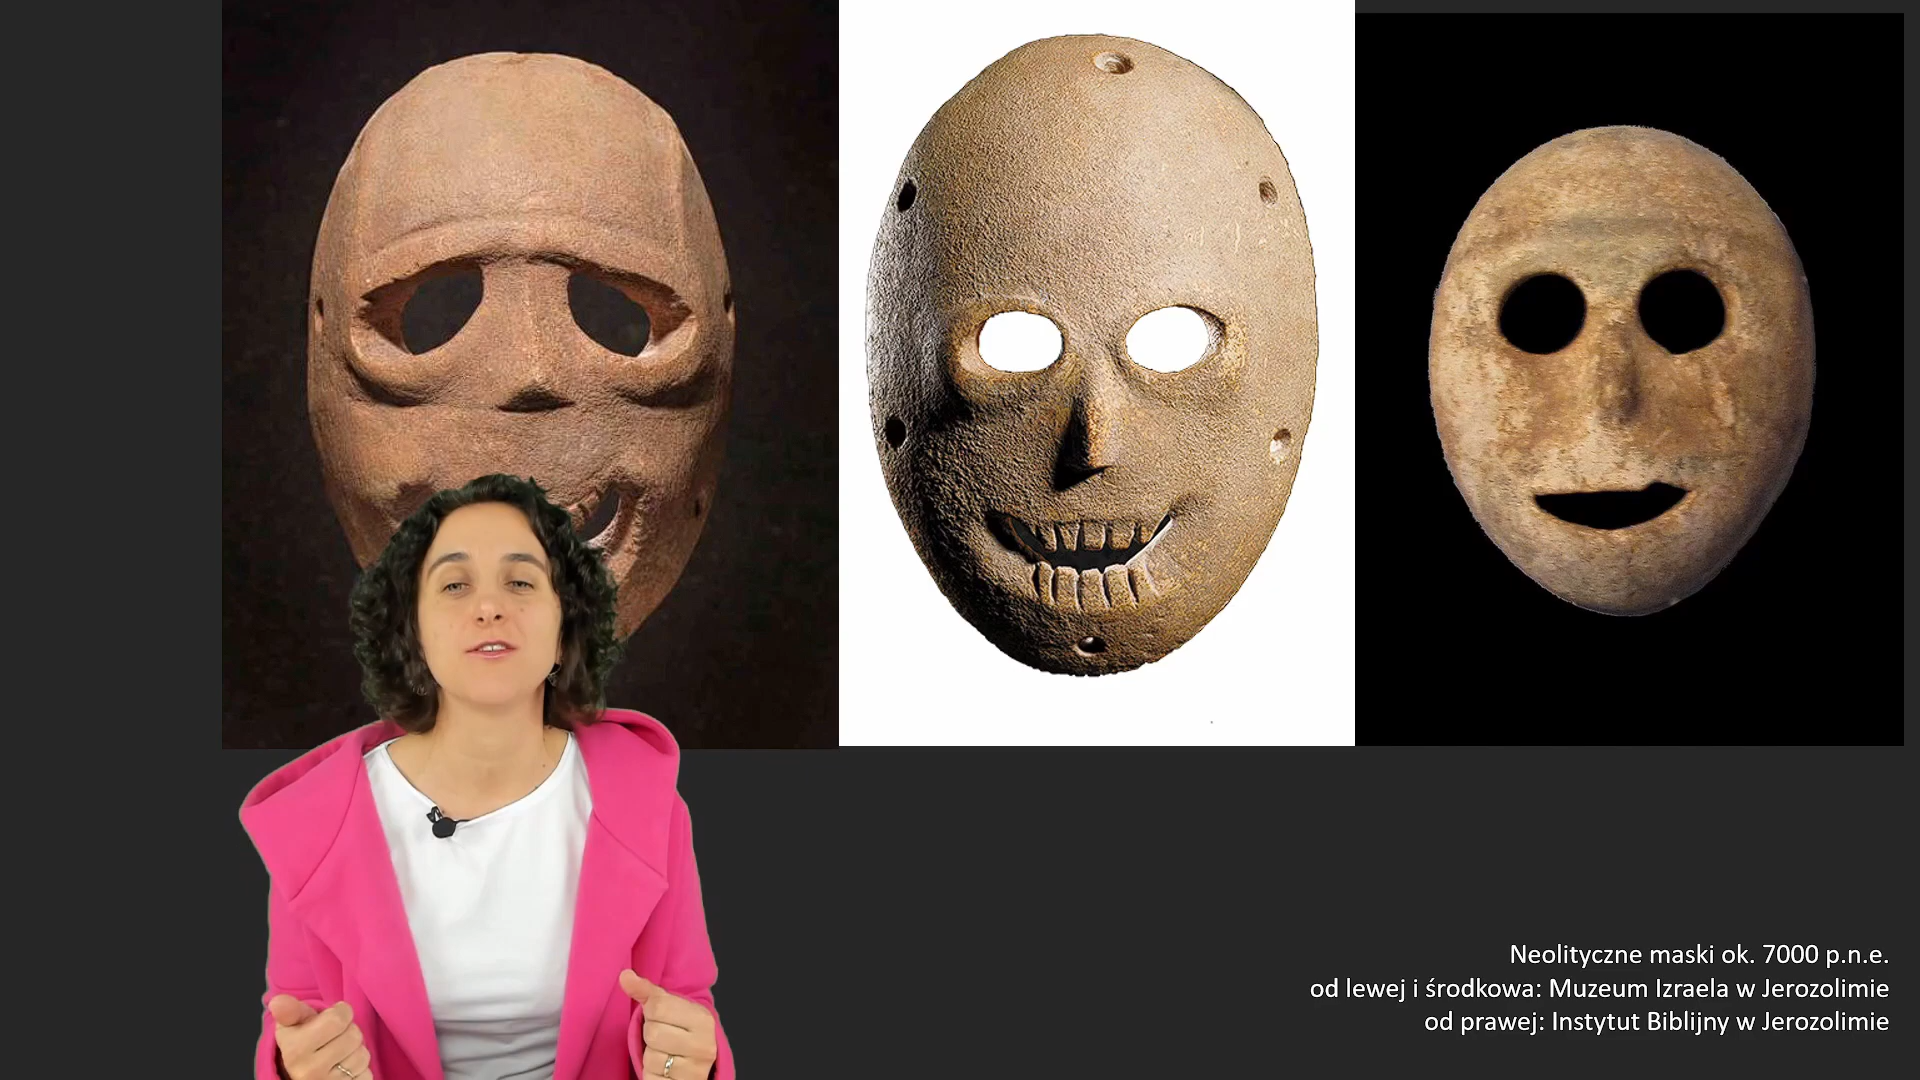 Neolityczne maski ok. 7000 p.n.e.
od lewej i środkowa: Muzeum Izraela w Jerozolimie
od prawej: Instytut Biblijny w Jerozolimie